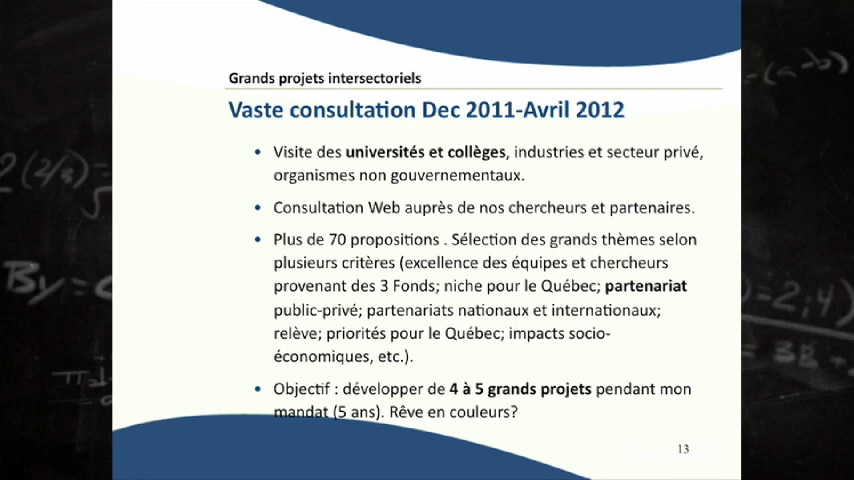 Grands projets intersectoriels
Vaste consultation Dec 2011-Avril 2012
• Visite des universités et collèges, industries et secteur privé,
organismes non gouvernementaux.
• Consultation Web auprès de nos chercheurs et partenaires.
• Plus de 70 propositions . Sélection des grands thèmes selon
plusieurs critères (excellence des équipes et chercheurs
provenant des 3 Fonds; niche pour le Québec; partenariat
public-privé; partenariats nationaux et internationaux;
relève; priorités pour le Québec; impacts socio-
économiques, etc.).
• Objectif : développer de 4 à 5 grands projets pendant mon
mandat (5 ans). Rêve en couleurs?
13
By =